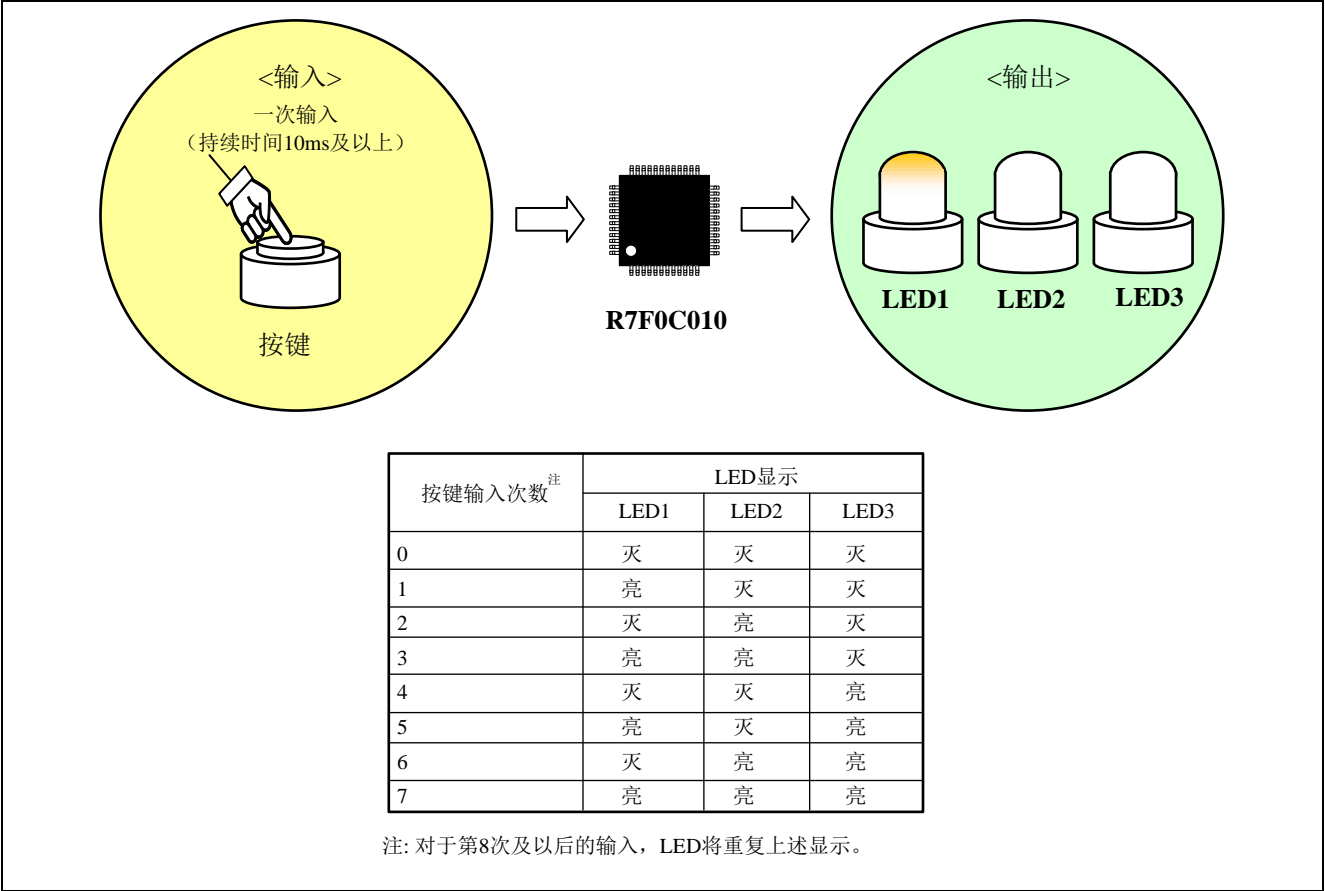 <输入>
一次输入
（持续时间10ms及以上）
按键
R7F0C010
<输出>
LED1 LED2 LED3
按键输入次数注 LED显示
LED1 LED2 LED3
0 灭 灭 灭
1 亮 灭 灭
2 灭 亮 灭
3 亮 亮 灭
4 灭 灭 亮
5 亮 灭 亮
6 灭 亮 亮
7 亮 亮 亮
注: 对于第8次及以后的输入，LED将重复上述显示。